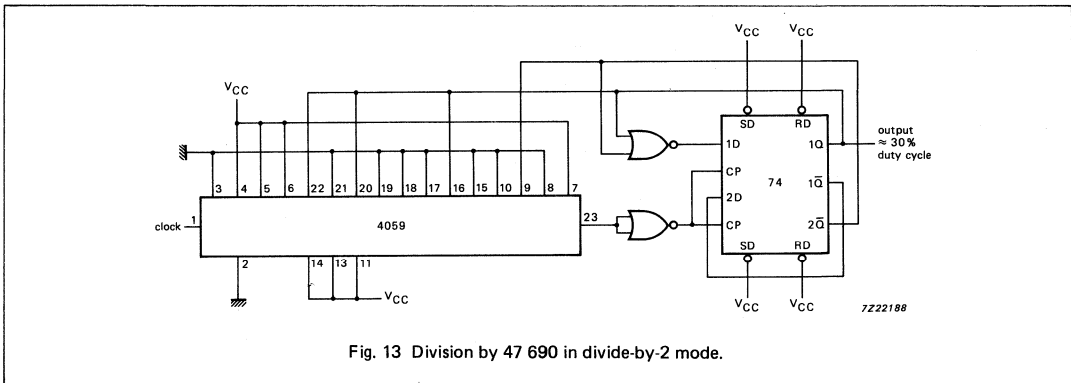 VCC VCC
VCC
SD RD
1D 1Q output
≈ 30%
duty cycle
CP 74 1Q̅
2D
CP 2Q̅
SD RD
VCC VCC
3 4 5 6 22 21 20 19 18 17 16 15 10 9 8 7
clock 1 4059 23
2 14 13 11
VCC
7Z22188
Fig. 13 Division by 47 690 in divide-by-2 mode.